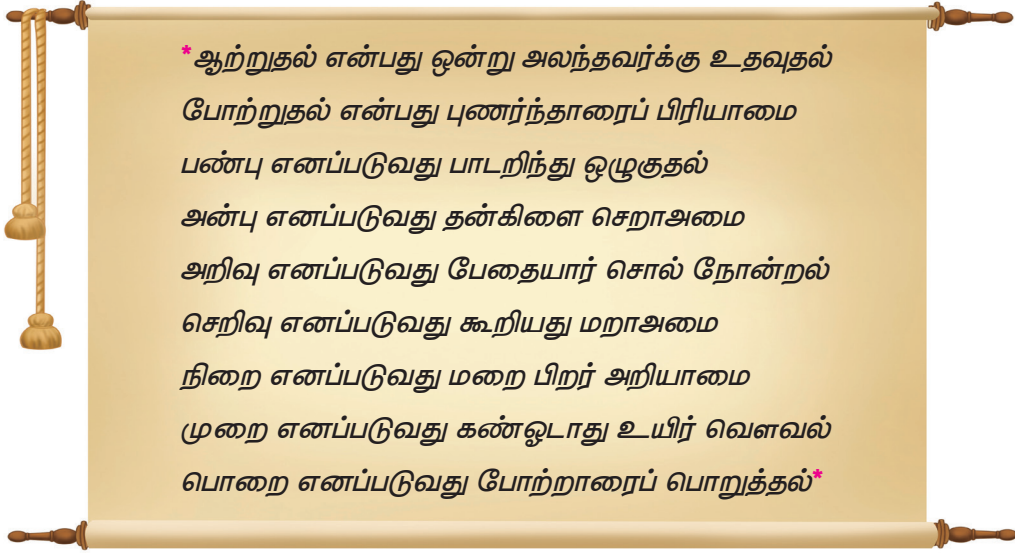 *ஆற்றுதல் என்பது ஒன்று அலந்தவர்க்கு உதவுதல்
போற்றுதல் என்பது புணர்ந்தாரைப் பிரியாமை
பண்பு எனப்படுவது பாடறிந்து ஒழுகுதல்
அன்பு எனப்படுவது தன்கிளை செறாஅமை
அறிவு எனப்படுவது பேதையார் சொல் நோன்றல்
செறிவு எனப்படுவது கூறியது மறாஅமை
நிறை எனப்படுவது மறை பிறர் அறியாமை
முறை எனப்படுவது கண்ஓடாது உயிர் வௌவல்
பொறை எனப்படுவது போற்றாரைப் பொறுத்தல்*